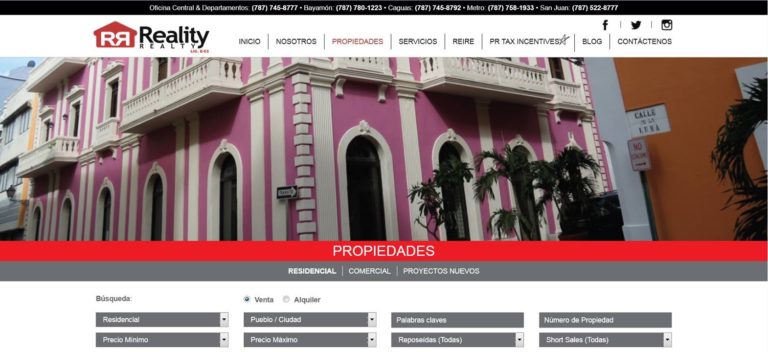 Oficina Central & Departamentos: (787) 745-8777 • Bayamón: (787) 780-1223 • Caguas: (787) 745-8792 • Metro: (787) 758-1933 • San Juan: (787) 522-8777
RR Reality
REALTY
LIC. E-53
INICIO | NOSOTROS | PROPIEDADES | SERVICIOS | REIRE | PR TAX INCENTIVES | BLOG | CONTÁCTENOS
CALLE
DE LA
LUNA
NO
PROPIEDADES
RESIDENCIAL | COMERCIAL | PROYECTOS NUEVOS
Búsqueda: Venta Alquiler
Residencial Pueblo / Ciudad Palabras claves Número de Propiedad
Precio Mínimo Precio Máximo Reposeídas (Todas) Short Sales (Todas)